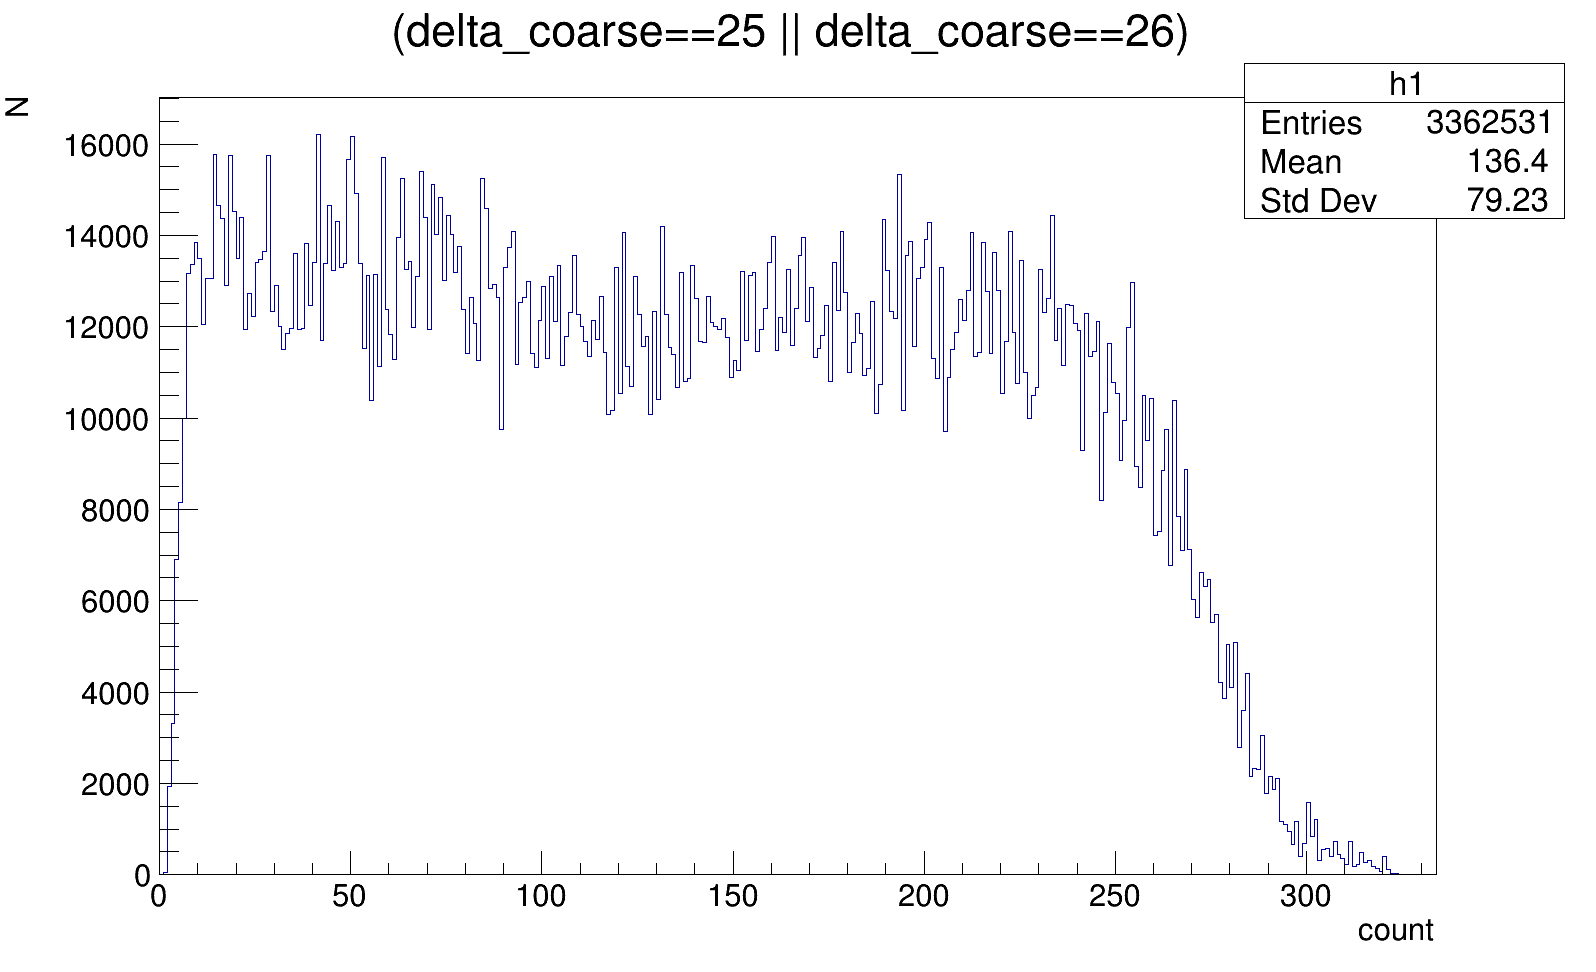 (delta_coarse==25 || delta_coarse==26)
h1
Entries 3362531
Mean 136.4
Std Dev 79.23
N
16000
14000
12000
10000
8000
6000
4000
2000
0
0 50 100 150 200 250 300
count